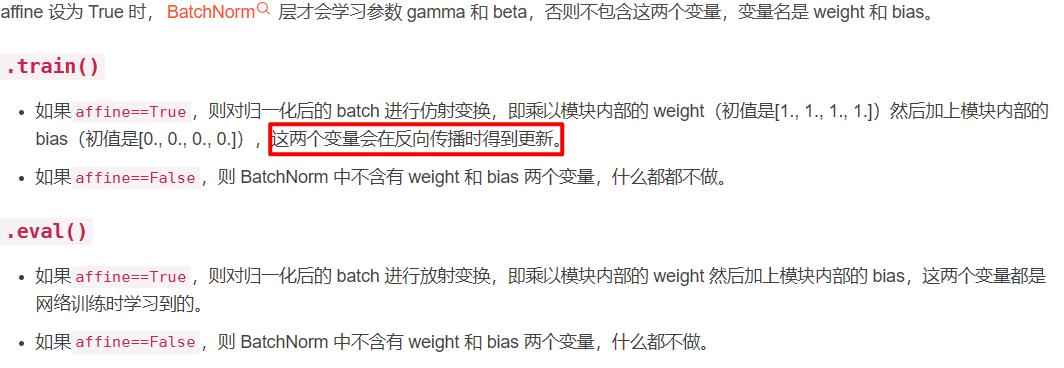 affine 设为 True 时， BatchNorm 层才会学习参数 gamma 和 beta，否则不包含这两个变量，变量名是 weight 和 bias。
.train()
• 如果 affine==True ，则对归一化后的 batch 进行仿射变换，即乘以模块内部的 weight（初值是[1., 1., 1., 1.]）然后加上模块内部的
bias（初值是[0., 0., 0., 0.]），这两个变量会在反向传播时得到更新。
• 如果 affine==False ，则 BatchNorm 中不含有 weight 和 bias 两个变量，什么都都不做。
.eval()
• 如果 affine==True ，则对归一化后的 batch 进行放射变换，即乘以模块内部的 weight 然后加上模块内部的 bias，这两个变量都是
网络训练时学习到的。
• 如果 affine==False ，则 BatchNorm 中不含有 weight 和 bias 两个变量，什么都不做。